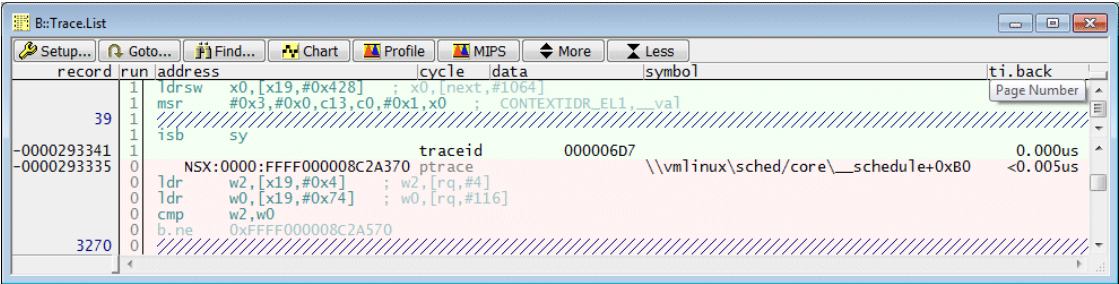 B::Trace.List
Setup... Goto... Find... Chart Profile MIPS More Less
record run address cycle data symbol ti.back
1 ldrsw x0,[x19,#0x428] ; x0,[next,#1064]
Page Number
1 msr #0x3,#0x0,c13,c0,#0x1,x0 ; CONTEXTIDR_EL1,__val
39 1
1 isb sy
-0000293341 1 traceid 000006D7 0.000us
-0000293335 0 NSX:0000:FFFF000008C2A370 ptrace \\vmlinux\sched/core\__schedule+0xB0 <0.005us
0 ldr w2,[x19,#0x4] ; w2,[rq,#4]
0 ldr w0,[x19,#0x74] ; w0,[rq,#116]
0 cmp w2,w0
0 b.ne 0xFFFF000008C2A570
3270 0